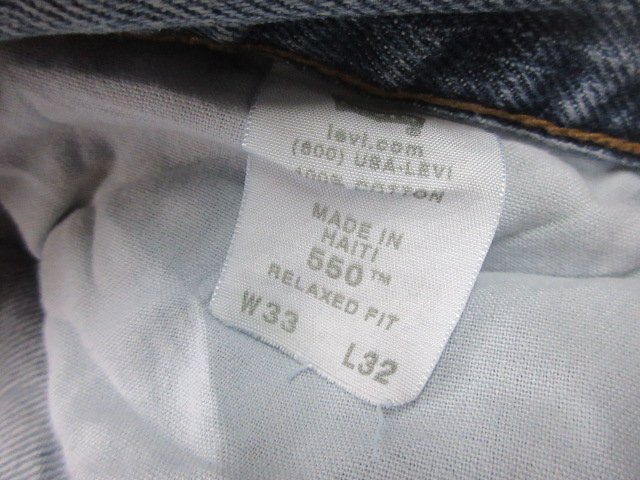 levi.com
(800) USA-LEVI
100% COTTON
MADE IN
HAITI
550™
RELAXED FIT
W33 L32